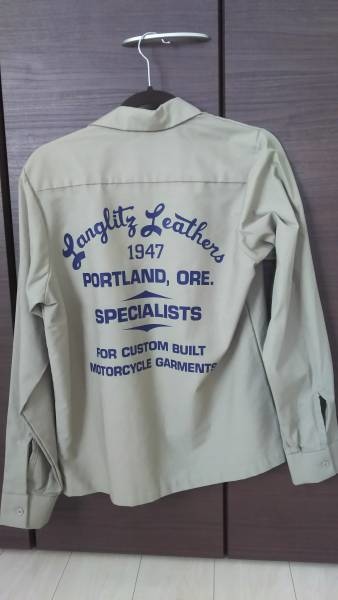 Langlitz Leathers
1947
PORTLAND, ORE.
SPECIALISTS
FOR CUSTOM BUILT
MOTORCYCLE GARMENTS